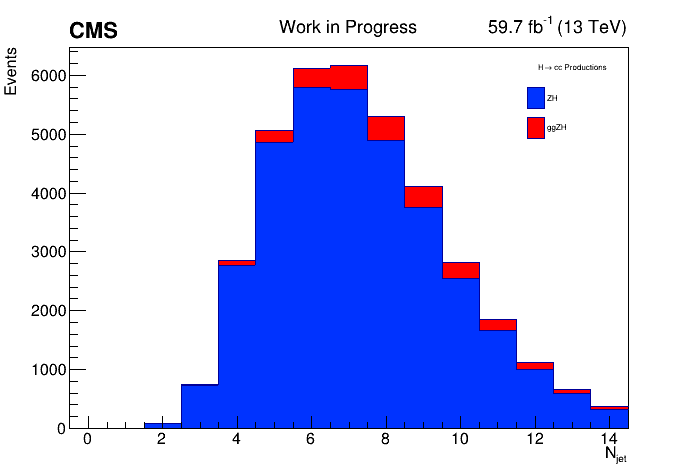 CMS Work in Progress 59.7 fb-1 (13 TeV)
Events
H→cc Productions
ZH
ggZH
6000
5000
4000
3000
2000
1000
0
0 2 4 6 8 10 12 14
Njet